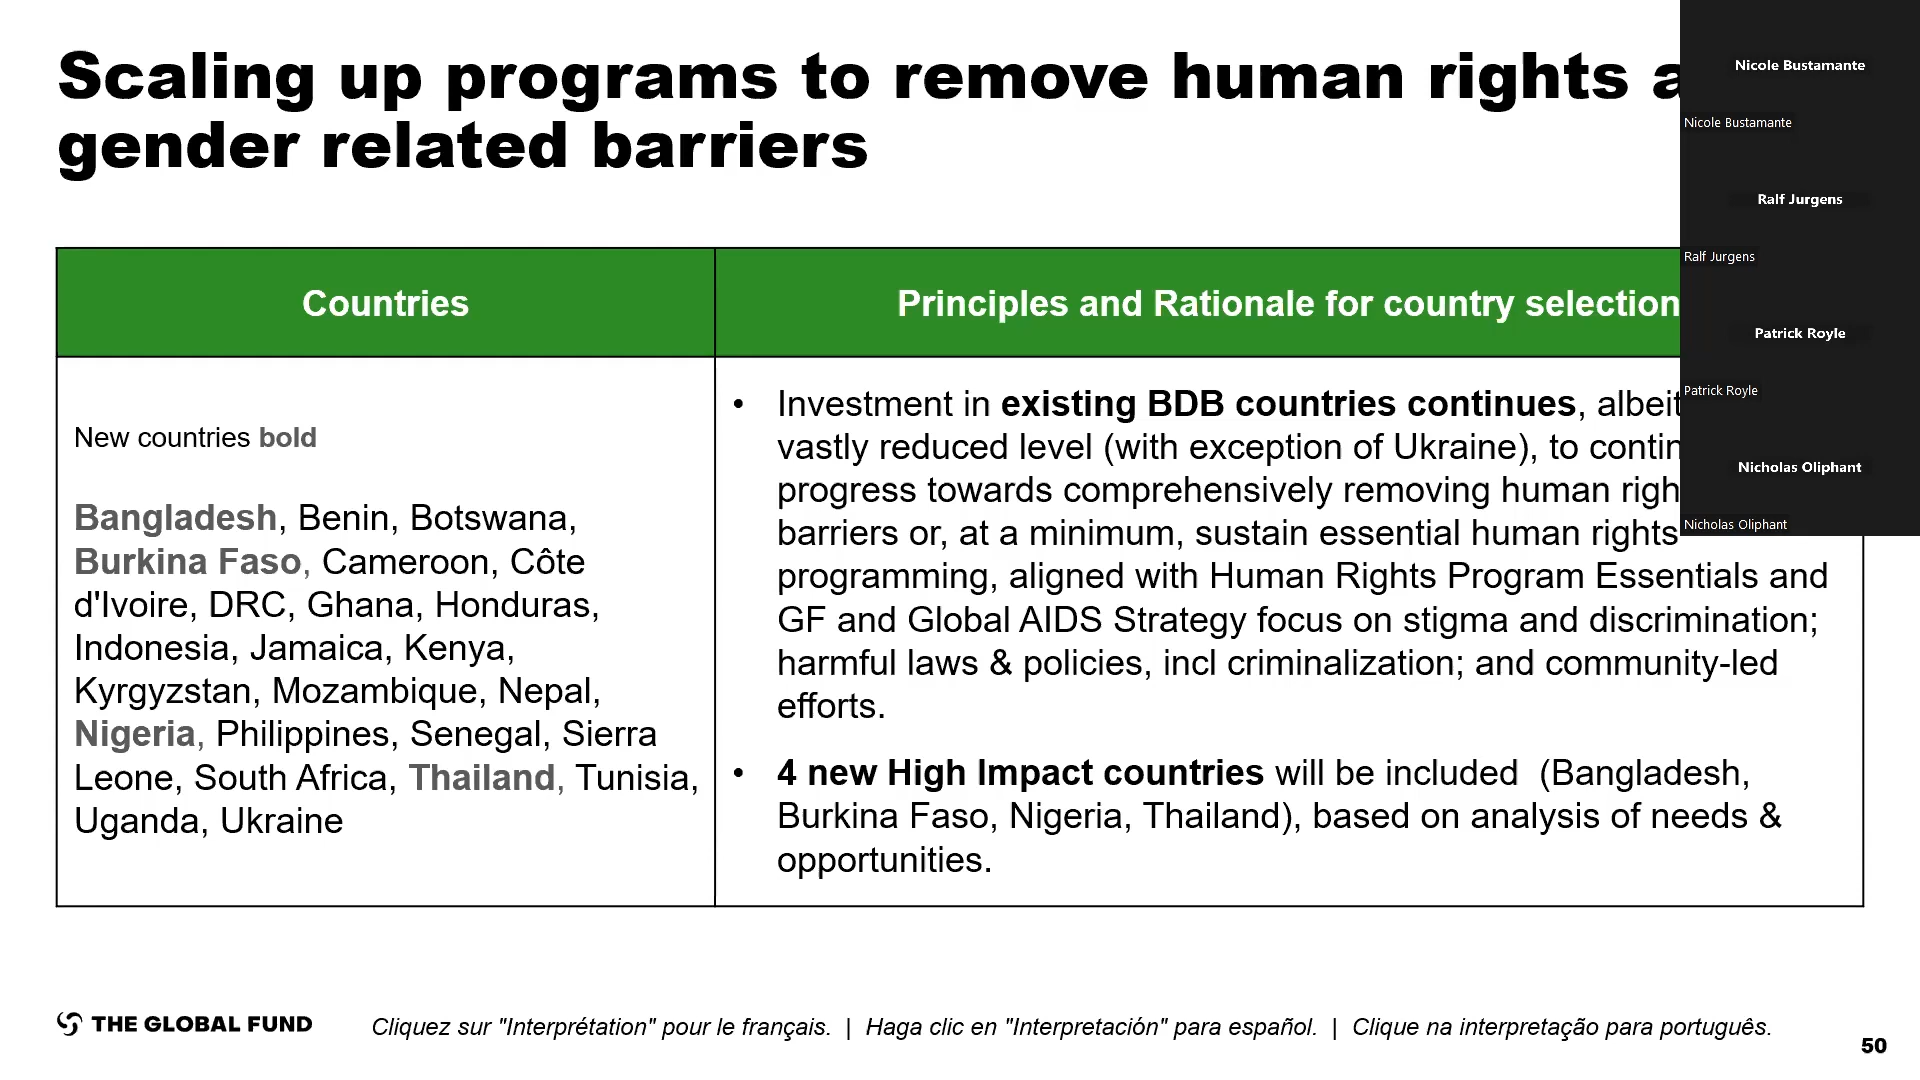 Scaling up programs to remove human rights a
gender related barriers
Countries
Principles and Rationale for country selection
New countries bold
Bangladesh, Benin, Botswana,
Burkina Faso, Cameroon, Côte
d'Ivoire, DRC, Ghana, Honduras,
Indonesia, Jamaica, Kenya,
Kyrgyzstan, Mozambique, Nepal,
Nigeria, Philippines, Senegal, Sierra
Leone, South Africa, Thailand, Tunisia,
Uganda, Ukraine
• Investment in existing BDB countries continues, albeit
vastly reduced level (with exception of Ukraine), to contin
progress towards comprehensively removing human righ
barriers or, at a minimum, sustain essential human rights
programming, aligned with Human Rights Program Essentials and
GF and Global AIDS Strategy focus on stigma and discrimination;
harmful laws & policies, incl criminalization; and community-led
efforts.
• 4 new High Impact countries will be included (Bangladesh,
Burkina Faso, Nigeria, Thailand), based on analysis of needs &
opportunities.
Nicole Bustamante
Nicole Bustamante
Ralf Jurgens
Ralf Jurgens
Patrick Royle
Patrick Royle
Nicholas Oliphant
Nicholas Oliphant
THE GLOBAL FUND
Cliquez sur "Interprétation" pour le français. | Haga clic en "Interpretación" para español. | Clique na interpretação para português.
50